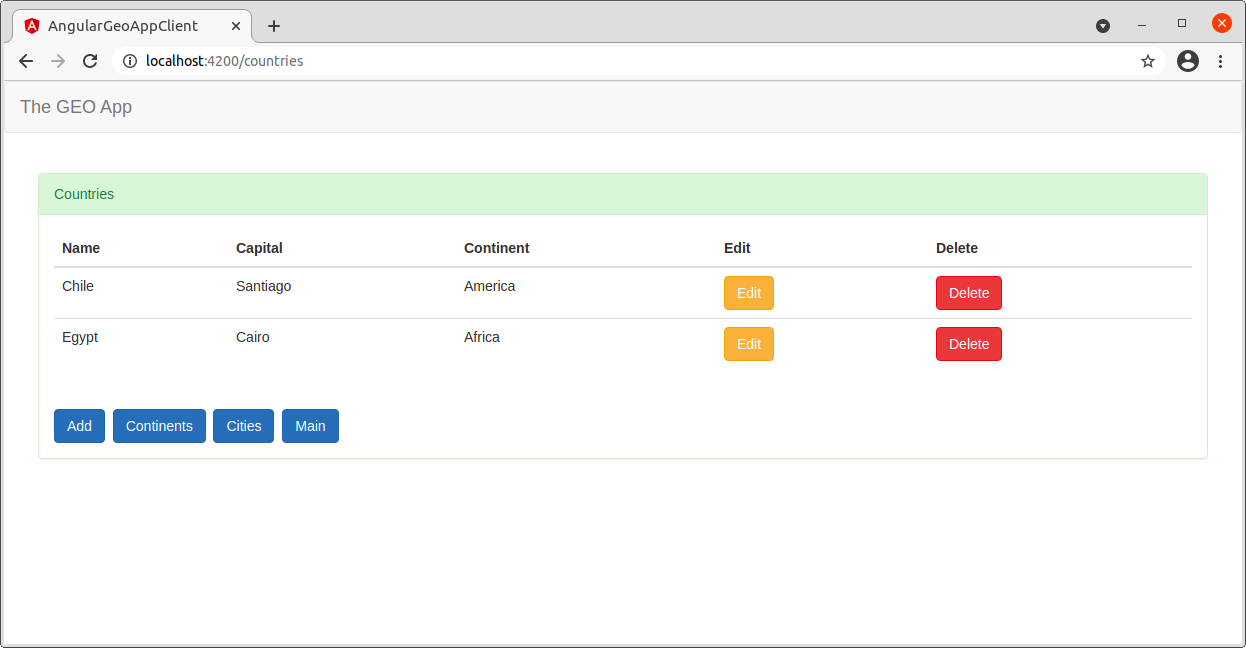 AngularGeoAppClient
localhost:4200/countries
The GEO App
Countries
Name Capital Continent Edit Delete
Chile Santiago America Edit Delete
Egypt Cairo Africa Edit Delete
Add Continents Cities Main